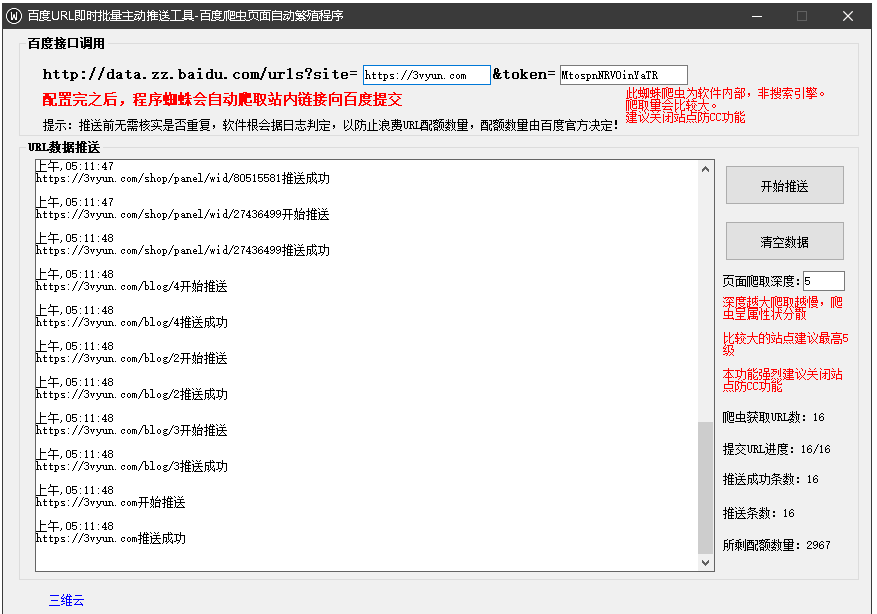 百度URL即时批量主动推送工具-百度爬虫页面自动繁殖程序
百度接口调用
http://data.zz.baidu.com/urls?site= https://3vyun.com &token= MtospnNRVOinYaTR
配置完之后，程序蜘蛛会自动爬取站内链接向百度提交
此蜘蛛爬虫为软件内部，非搜索引擎。
爬取量会比较大。
建议关闭站点防CC功能
提示：推送前无需核实是否重复，软件根会据日志判定，以防止浪费URL配额数量，配额数量由百度官方决定！
URL数据推送
上午,05:11:47
https://3vyun.com/shop/panel/wid/80515581推送成功
上午,05:11:47
https://3vyun.com/shop/panel/wid/27436499开始推送
上午,05:11:48
https://3vyun.com/shop/panel/wid/27436499推送成功
上午,05:11:48
https://3vyun.com/blog/4开始推送
上午,05:11:48
https://3vyun.com/blog/4推送成功
上午,05:11:48
https://3vyun.com/blog/2开始推送
上午,05:11:48
https://3vyun.com/blog/2推送成功
上午,05:11:48
https://3vyun.com/blog/3开始推送
上午,05:11:48
https://3vyun.com/blog/3推送成功
上午,05:11:48
https://3vyun.com开始推送
上午,05:11:48
https://3vyun.com推送成功
开始推送
清空数据
页面爬取深度：5
深度越大爬取越慢，爬
虫呈属性状分散
比较大的站点建议最高5
级
本功能强烈建议关闭站
点防CC功能
爬虫获取URL数：16
提交URL进度：16/16
推送成功条数：16
推送条数：16
所剩配额数量：2967
三维云